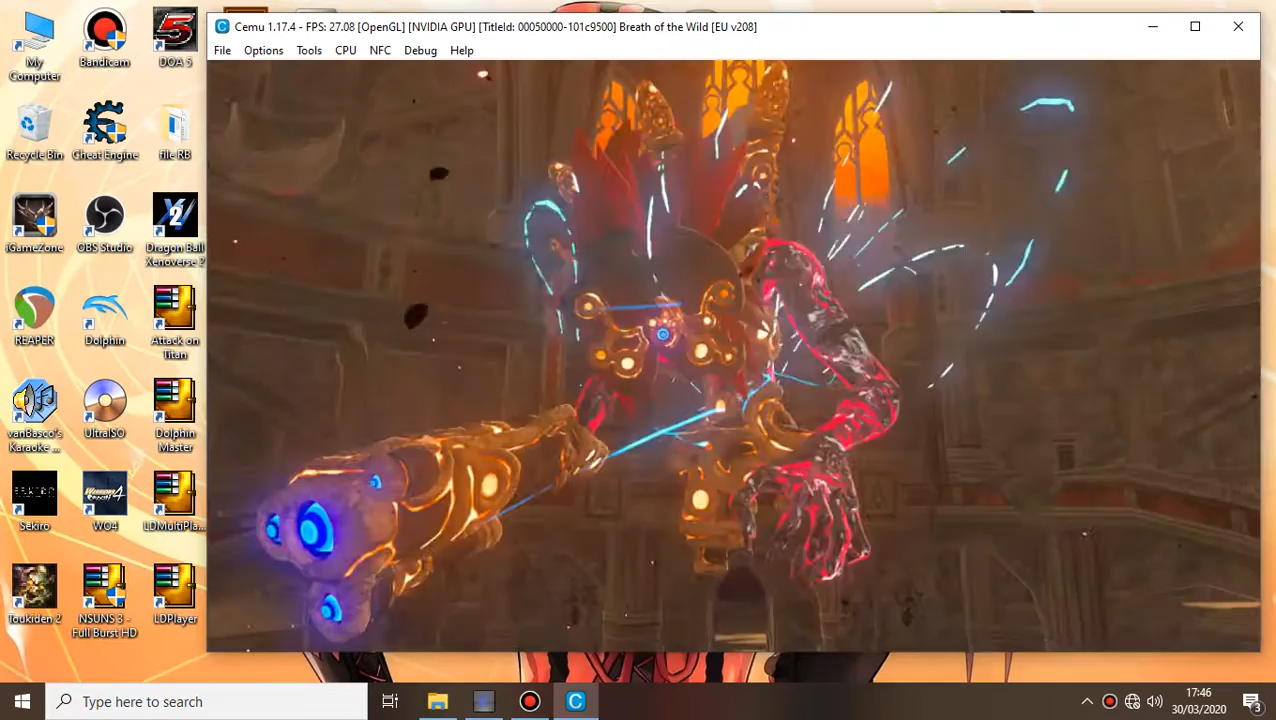 Cemu 1.17.4 - FPS: 27.08 [OpenGL] [NVIDIA GPU] [TitleId: 00050000-101c9500] Breath of the Wild [EU v208]
File Options Tools CPU NFC Debug Help
My Computer
Bandicam
DOA 5
Recycle Bin
Cheat Engine
file RB
iGameZone
OBS Studio
Dragon Ball Xenoverse 2
REAPER
Dolphin
Attack on Titan
vanBasco's Karaoke ...
UltraISO
Dolphin Master
Sekiro
WO4
LDMultiPla...
Toukiden 2
NSUNS 3 - Full Burst HD
LDPlayer
Type here to search
17:46
30/03/2020
3